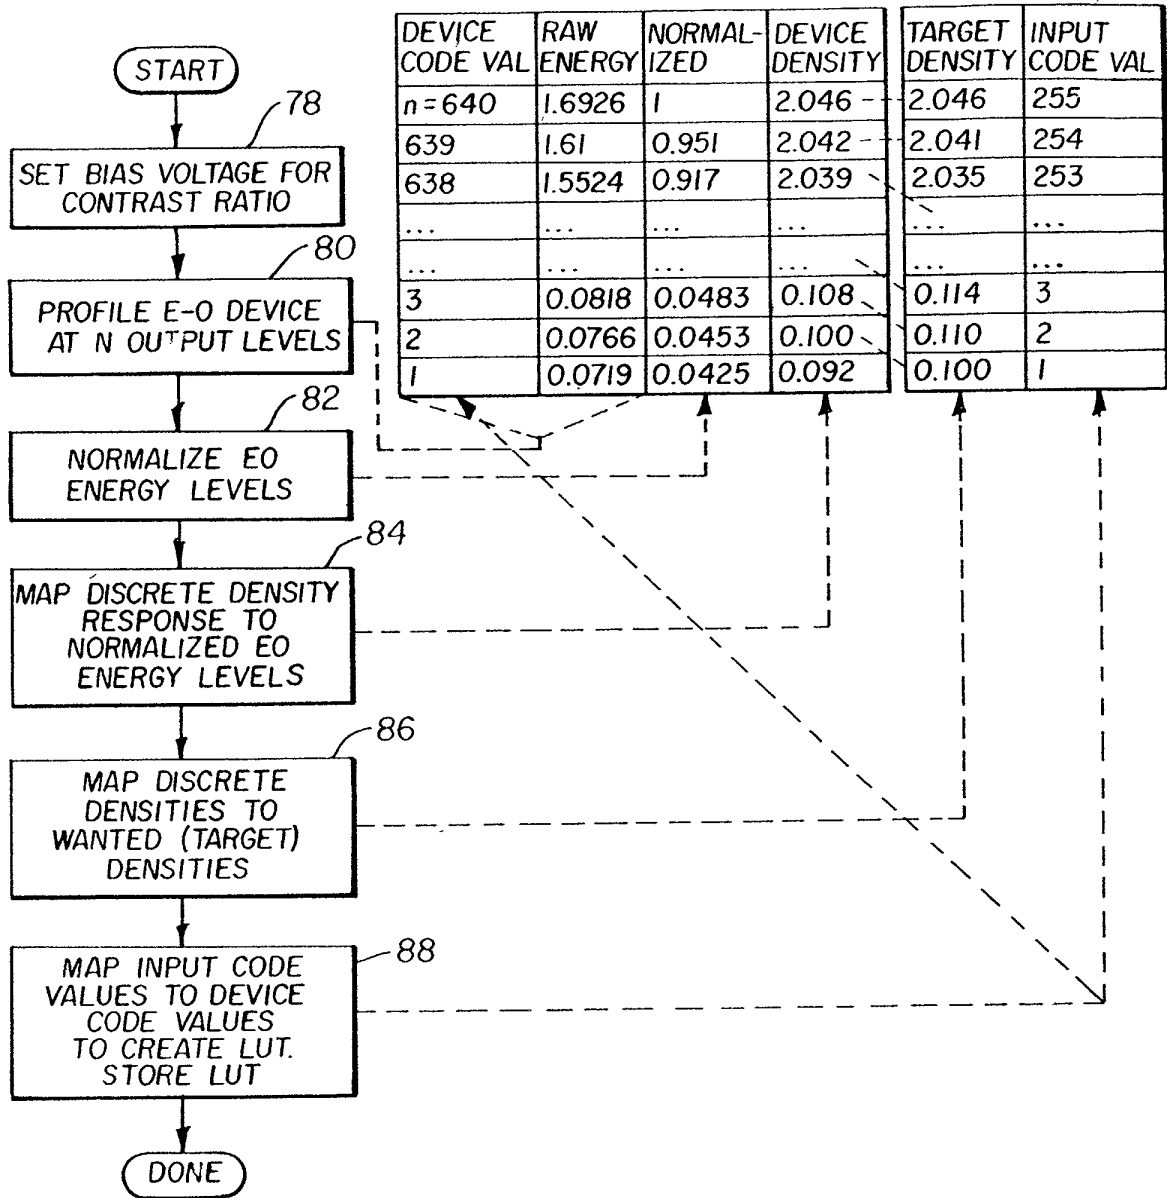 START
78
SET BIAS VOLTAGE FOR
CONTRAST RATIO
80
PROFILE E-O DEVICE
AT N OUTPUT LEVELS
82
NORMALIZE EO
ENERGY LEVELS
84
MAP DISCRETE DENSITY
RESPONSE TO
NORMALIZED EO
ENERGY LEVELS
86
MAP DISCRETE
DENSITIES TO
WANTED (TARGET)
DENSITIES
88
MAP INPUT CODE
VALUES TO DEVICE
CODE VALUES
TO CREATE LUT.
STORE LUT
DONE
DEVICE CODE VAL RAW ENERGY NORMAL-IZED DEVICE DENSITY TARGET DENSITY INPUT CODE VAL
n=640 1.6926 1 2.046 2.046 255
639 1.61 0.951 2.042 2.041 254
638 1.5524 0.917 2.039 2.035 253
... ... ... ... ... ...
... ... ... ... ... ...
3 0.0818 0.0483 0.108 0.114 3
2 0.0766 0.0453 0.100 0.110 2
1 0.0719 0.0425 0.092 0.100 1